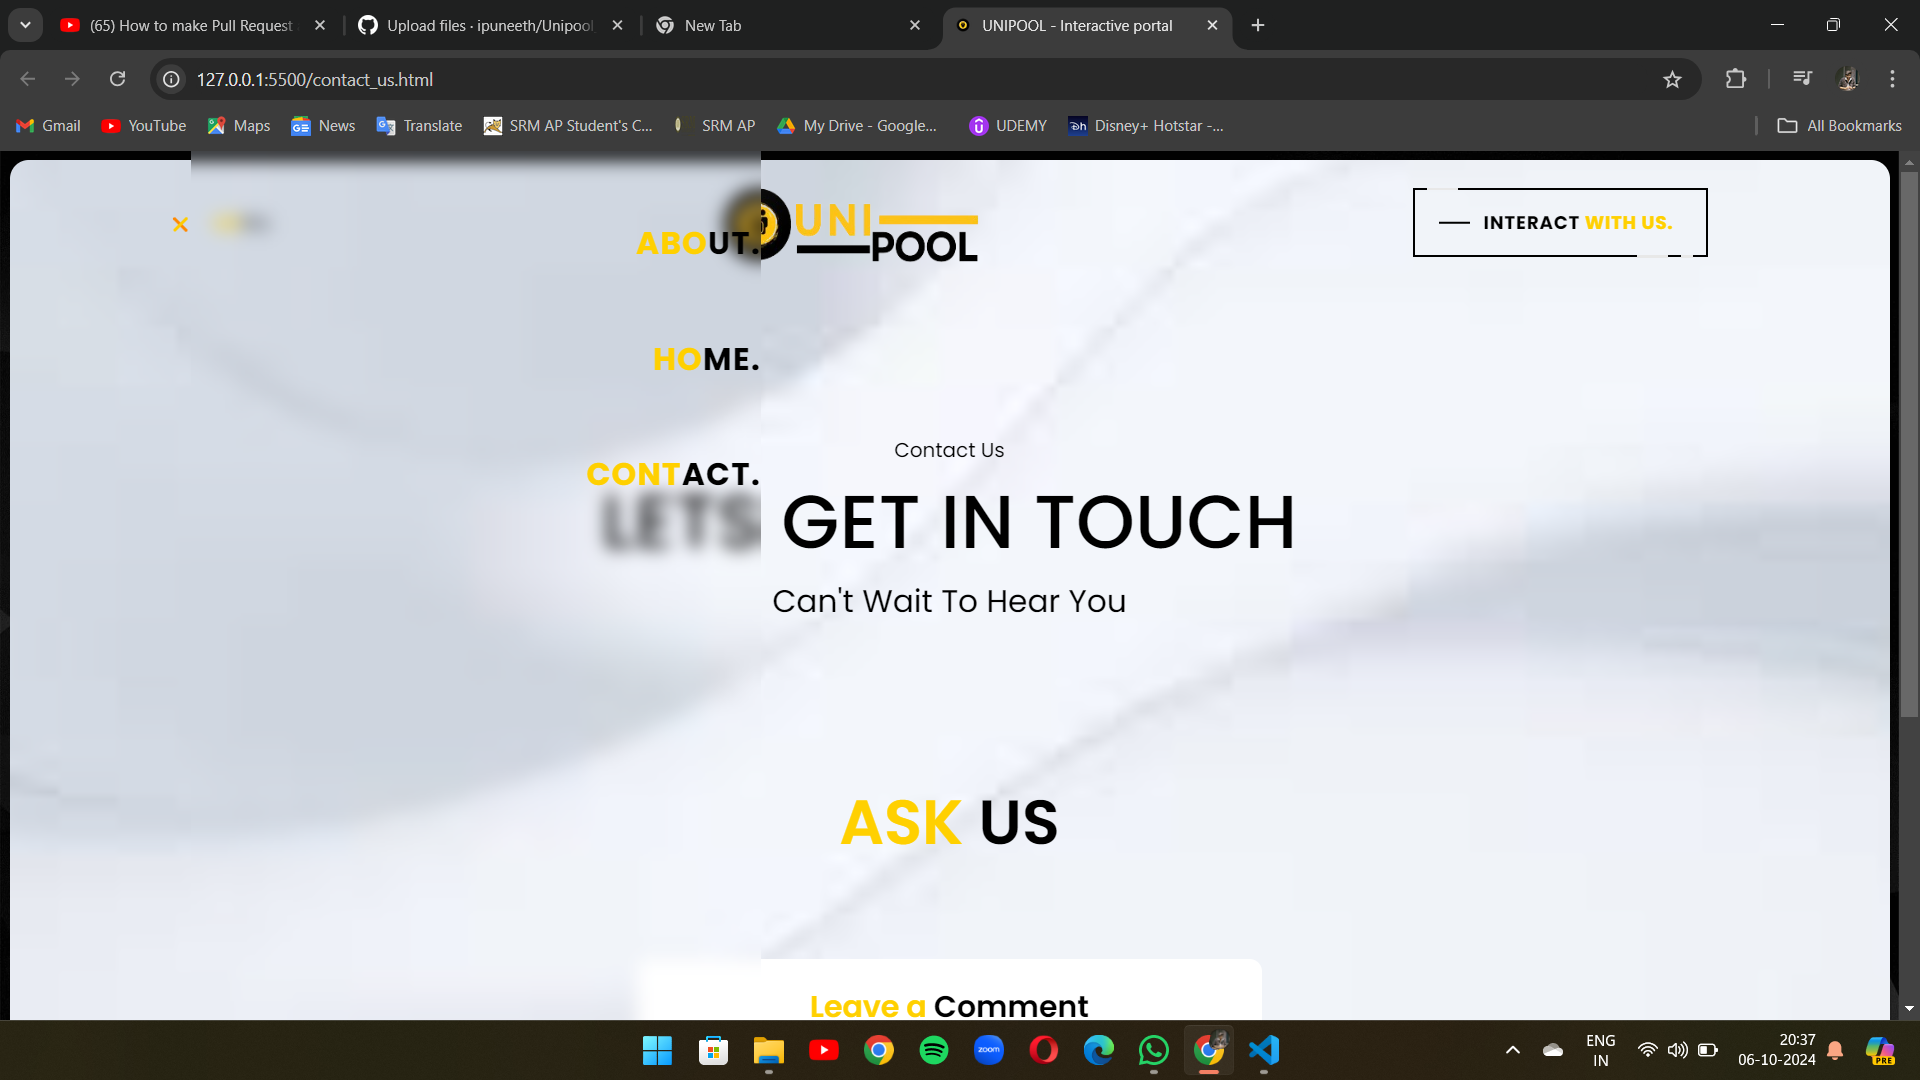 (65) How to make Pull Request
Upload files · ipuneeth/Unipool
New Tab
UNIPOOL - Interactive portal
127.0.0.1:5500/contact_us.html
Gmail
YouTube
Maps
News
Translate
SRM AP Student's C...
SRM AP
My Drive - Google...
UDEMY
Disney+ Hotstar -...
All Bookmarks
ABOUT.
UNI
POOL
INTERACT WITH US.
HOME.
CONTACT.
Contact Us
LETS GET IN TOUCH
Can't Wait To Hear You
ASK US
Leave a Comment
zoom
ENG
IN
20:37
06-10-2024
PRE